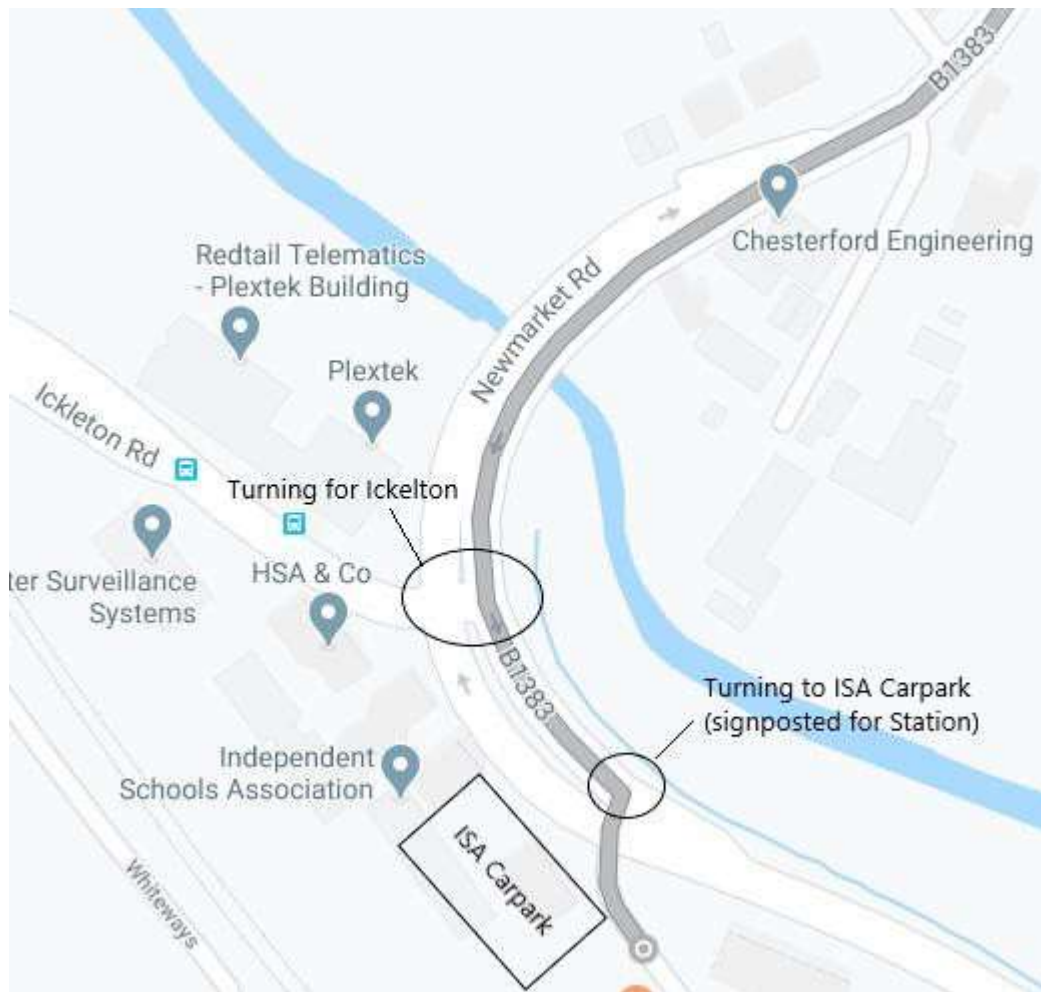 B1383
Chesterford Engineering
Redtail Telematics
- Plextek Building
Newmarket Rd
Plextek
Ickleton Rd
Turning for Ickelton
HSA & Co
ter Surveillance
Systems
B1383
Turning to ISA Carpark
(signposted for Station)
Independent
Schools Association
ISA Carpark
Whiteways